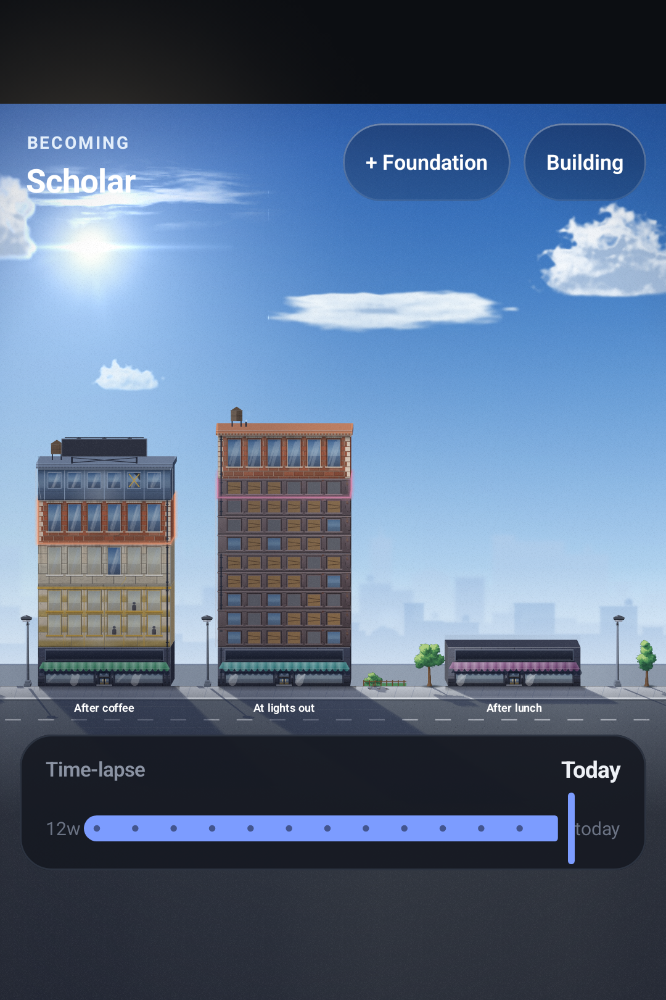 BECOMING
Scholar
+ Foundation
Building
After coffee
At lights out
After lunch
Time-lapse
Today
12w
today